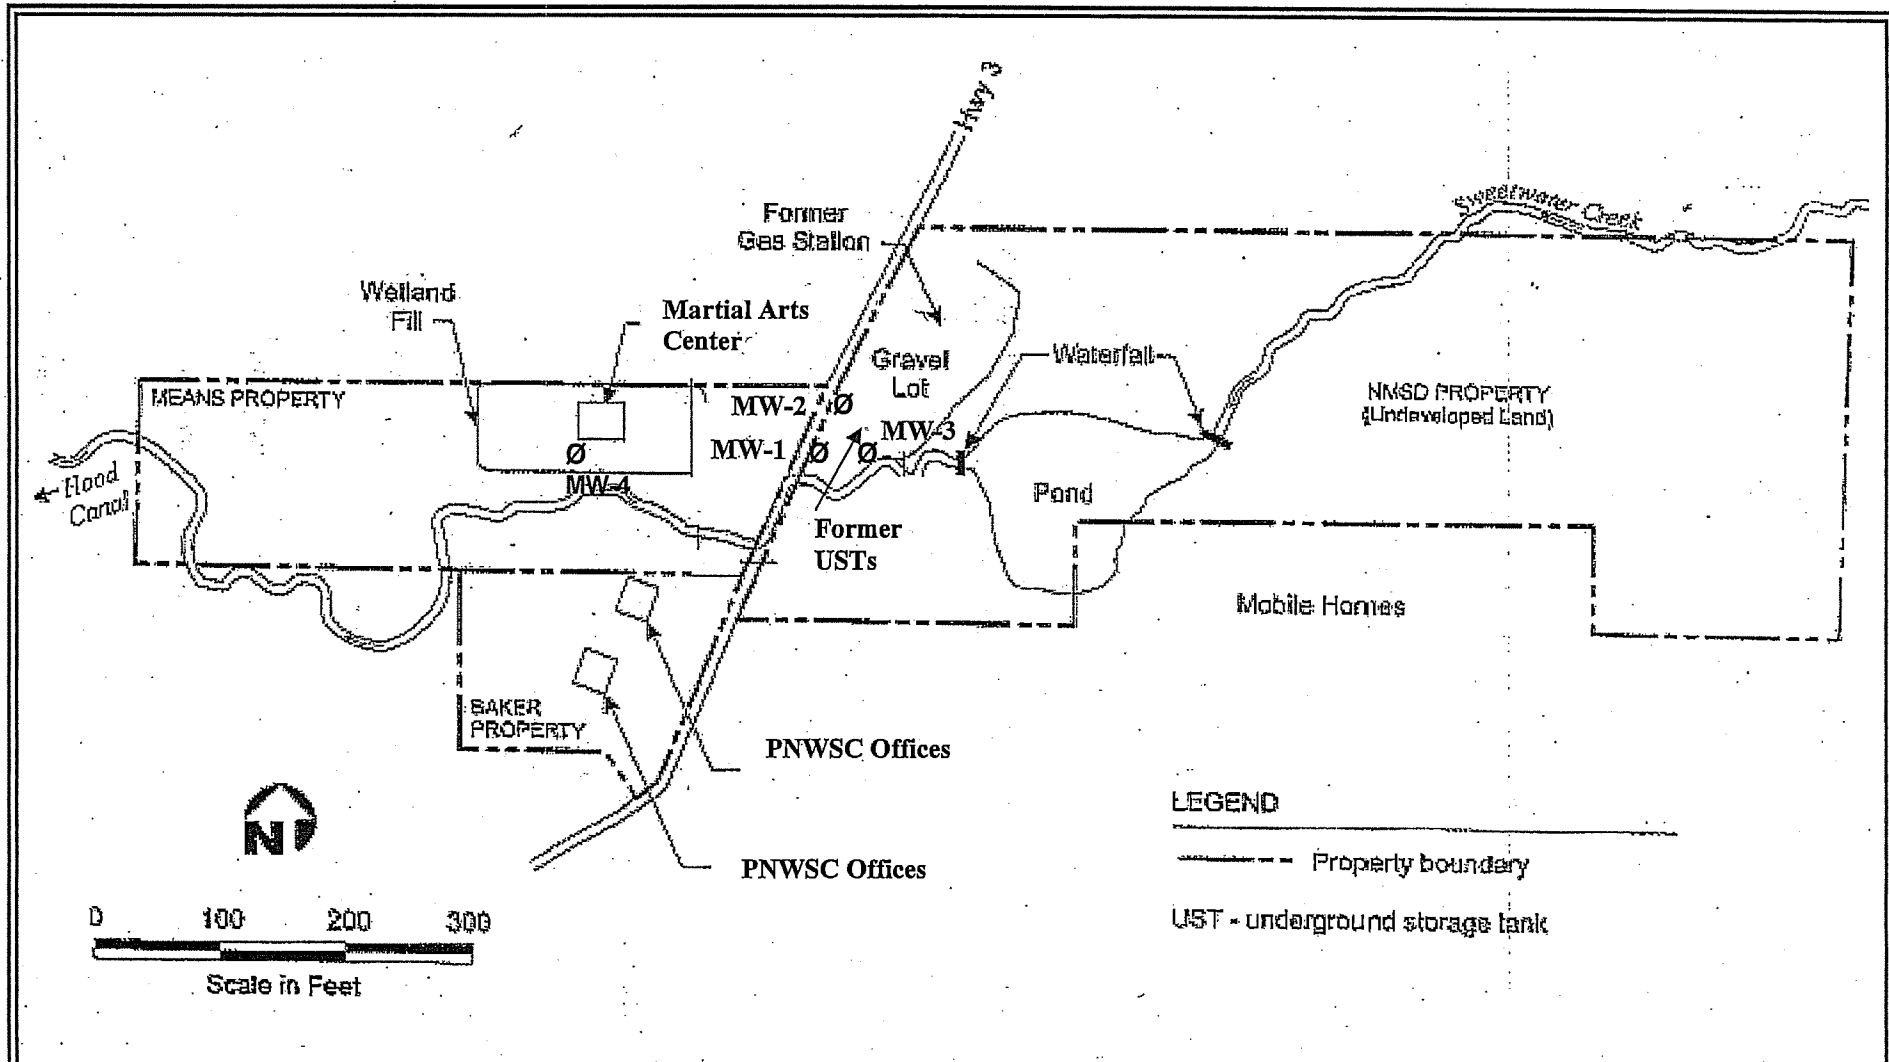 Hwy 3
Sweetwater Creek
Former
Gas Station
Wetland
Fill
Martial Arts
Center
Gravel
Lot
Waterfall
MEANS PROPERTY
NMSD PROPERTY
(Undeveloped Land)
MW-2
MW-1
MW-3
MW-4
Hood
Canal
Pond
Former
USTs
Mobile Homes
BAKER
PROPERTY
PNWSC Offices
PNWSC Offices
N
LEGEND
Property boundary
UST - underground storage tank
0 100 200 300
Scale in Feet